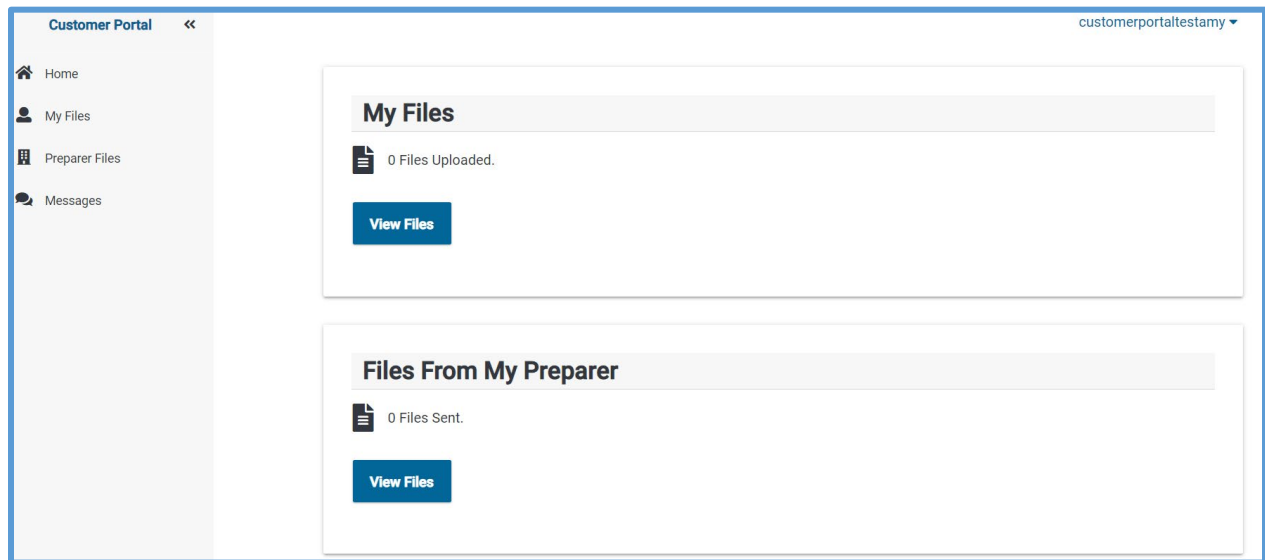 Customer Portal
customerportaltestamy
Home
My Files
Preparer Files
Messages
My Files
0 Files Uploaded.
View Files
Files From My Preparer
0 Files Sent.
View Files